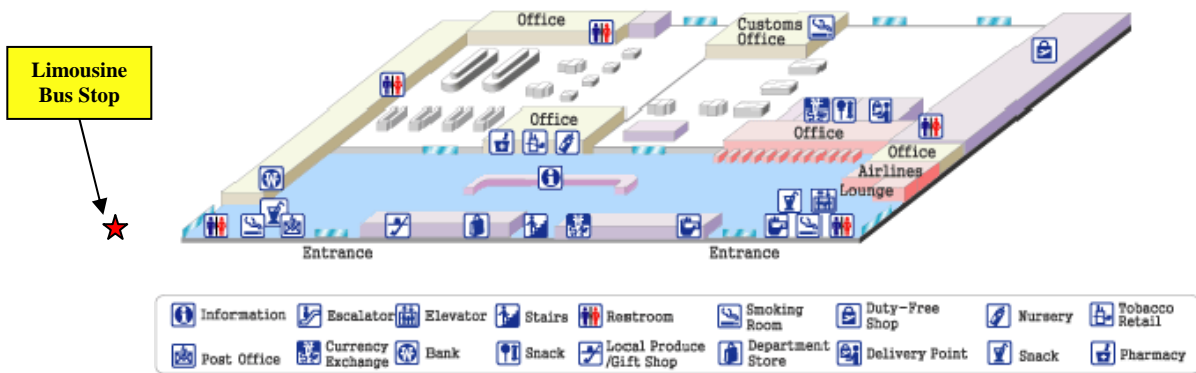 Office
Customs
Office
Limousine
Bus Stop
Office
Office
Office
Airlines
Lounge
Entrance
Entrance
Information
Escalator
Elevator
Stairs
Restroom
Smoking
Room
Duty-Free
Shop
Nursery
Tobacco
Retail
Post Office
Currency
Exchange
Bank
Snack
Local Produce
/Gift Shop
Department
Store
Delivery Point
Snack
Pharmacy